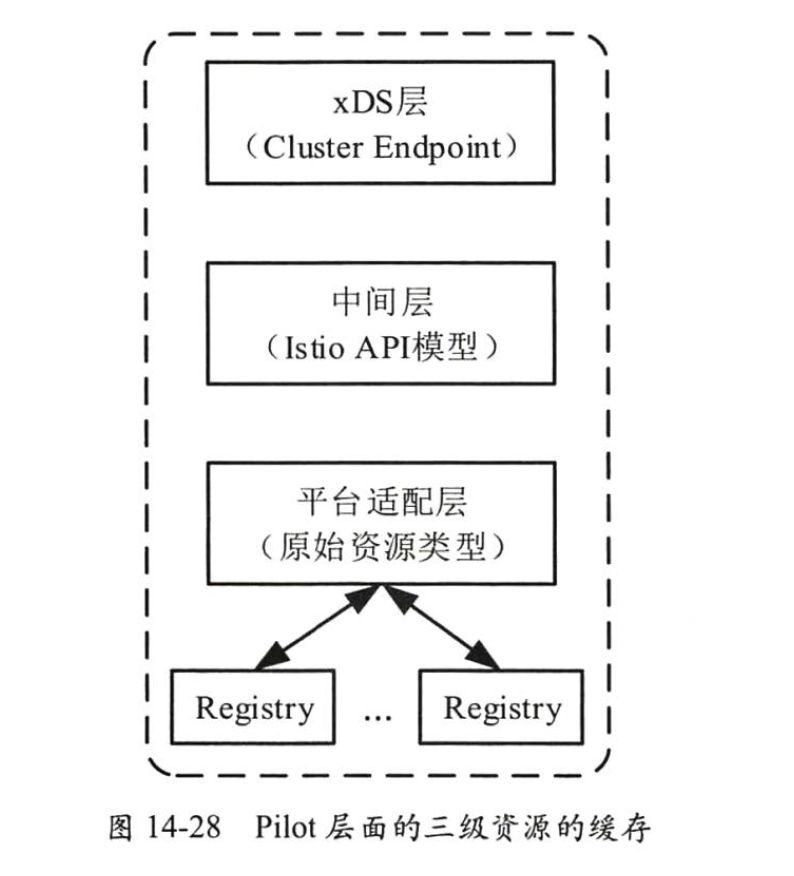 xDS层
（Cluster Endpoint）
中间层
（Istio API模型）
平台适配层
（原始资源类型）
Registry ... Registry
图 14-28 Pilot 层面的三级资源的缓存